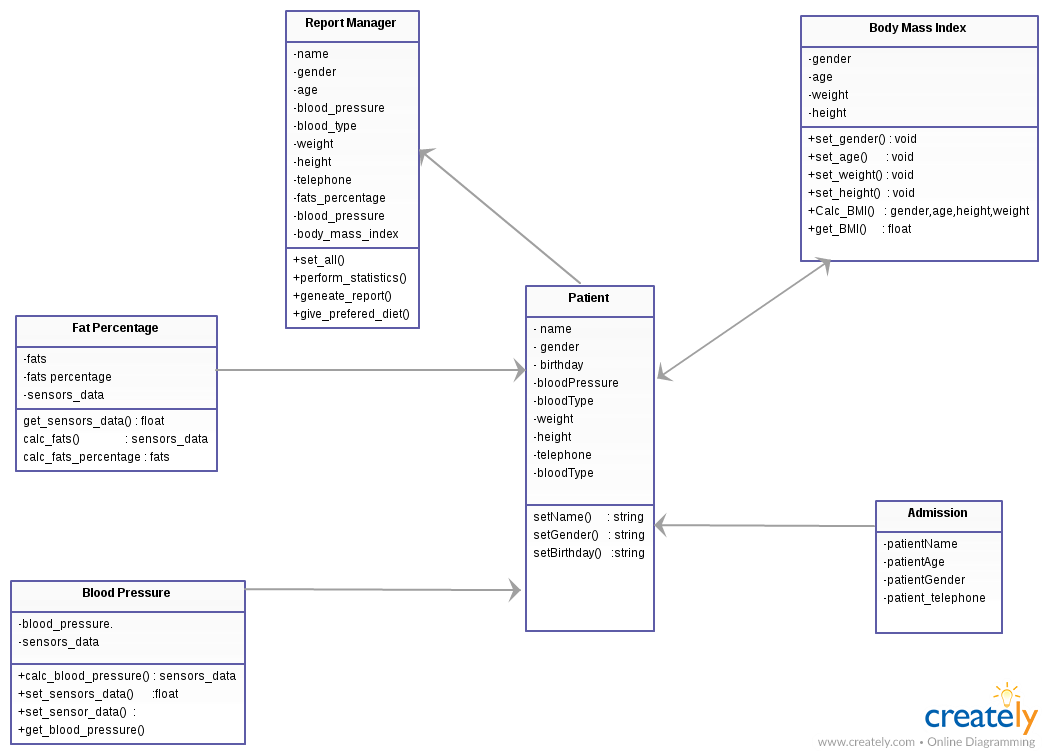 Report Manager
-name
-gender
-age
-blood_pressure
-blood_type
-weight
-height
-telephone
-fats_percentage
-blood_pressure
-body_mass_index
+set_all()
+perform_statistics()
+geneate_report()
+give_prefered_diet()
Body Mass Index
-gender
-age
-weight
-height
+set_gender() : void
+set_age() : void
+set_weight() : void
+set_height() : void
+Calc_BMI() : gender,age,height,weight
+get_BMI() : float
Fat Percentage
-fats
-fats percentage
-sensors_data
get_sensors_data() : float
calc_fats() : sensors_data
calc_fats_percentage : fats
Patient
- name
- gender
- birthday
-bloodPressure
-bloodType
-weight
-height
-telephone
-bloodType
setName() : string
setGender() : string
setBirthday() :string
Admission
-patientName
-patientAge
-patientGender
-patient_telephone
Blood Pressure
-blood_pressure.
-sensors_data
+calc_blood_pressure() : sensors_data
+set_sensors_data() :float
+set_sensor_data() :
+get_blood_pressure()
creately
www.creately.com • Online Diagramming